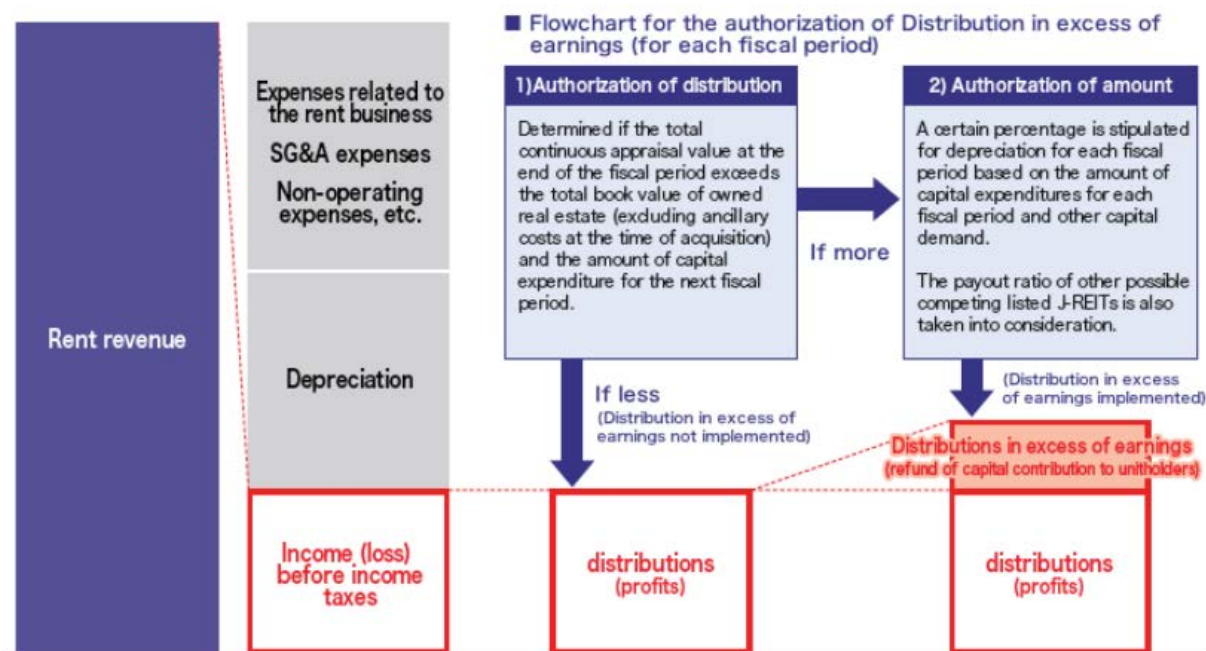 ■ Flowchart for the authorization of Distribution in excess of
earnings (for each fiscal period)
Rent revenue
Expenses related to
the rent business
SG&A expenses
Non-operating
expenses, etc.
Depreciation
Income (loss)
before income
taxes
1)Authorization of distribution
Determined if the total
continuous appraisal value at the
end of the fiscal period exceeds
the total book value of owned
real estate (excluding ancillary
costs at the time of acquisition)
and the amount of capital
expenditure for the next fiscal
period.
If more
2) Authorization of amount
A certain percentage is stipulated
for depreciation for each fiscal
period based on the amount of
capital expenditures for each
fiscal period and other capital
demand.
The payout ratio of other possible
competing listed J-REITs is also
taken into consideration.
If less
(Distribution in excess of
earnings not implemented)
(Distribution in excess
of earnings implemented)
Distributions in excess of earnings
(refund of capital contribution to unitholders)
distributions
(profits)
distributions
(profits)